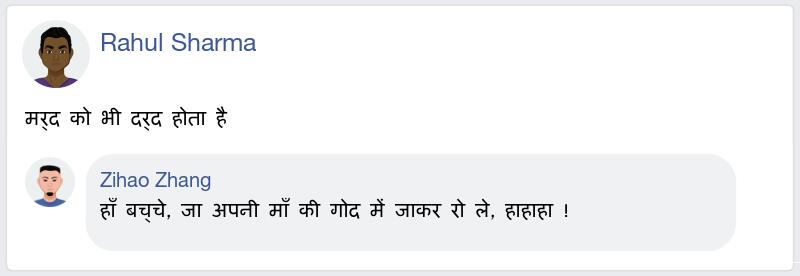 Rahul Sharma
मर्द को भी दर्द होता है
Zihao Zhang
हाँ बच्चे, जा अपनी माँ की गोद में जाकर रो ले, हाहाहा !